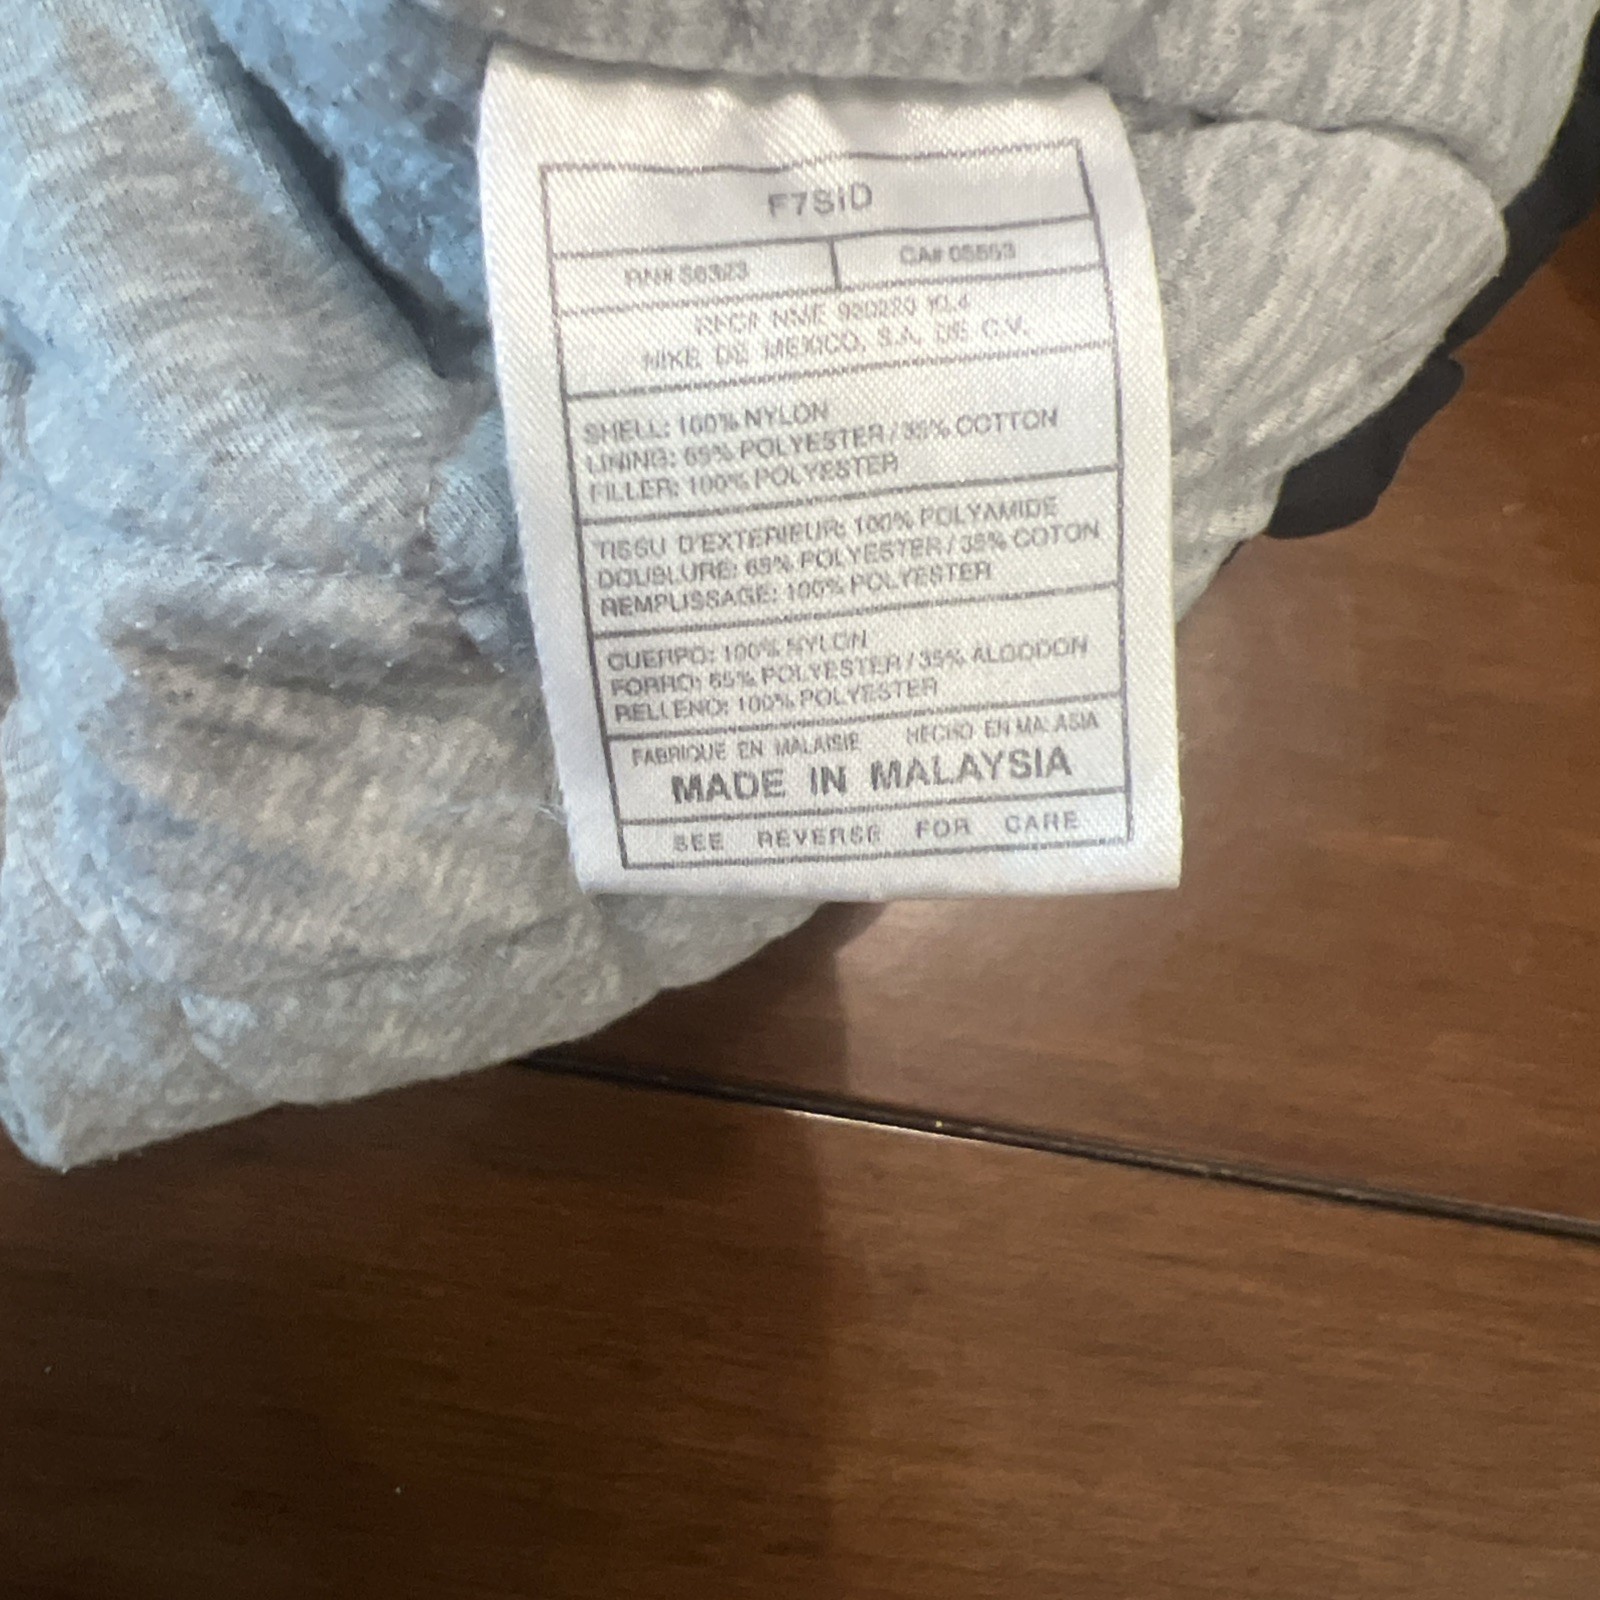 F7SID
RN# 56323 CA# 05553
RFC# NME 920220 KL4
NIKE DE MEXICO, S.A. DE C.V.
SHELL: 100% NYLON
LINING: 65% POLYESTER / 35% COTTON
FILLER: 100% POLYESTER
TISSU D'EXTERIEUR: 100% POLYAMIDE
DOUBLURE: 65% POLYESTER / 35% COTON
REMPLISSAGE: 100% POLYESTER
CUERPO: 100% NYLON
FORRO: 65% POLYESTER / 35% ALGODON
RELLENO: 100% POLYESTER
FABRIQUE EN MALAISIE HECHO EN MALASIA
MADE IN MALAYSIA
SEE REVERSE FOR CARE